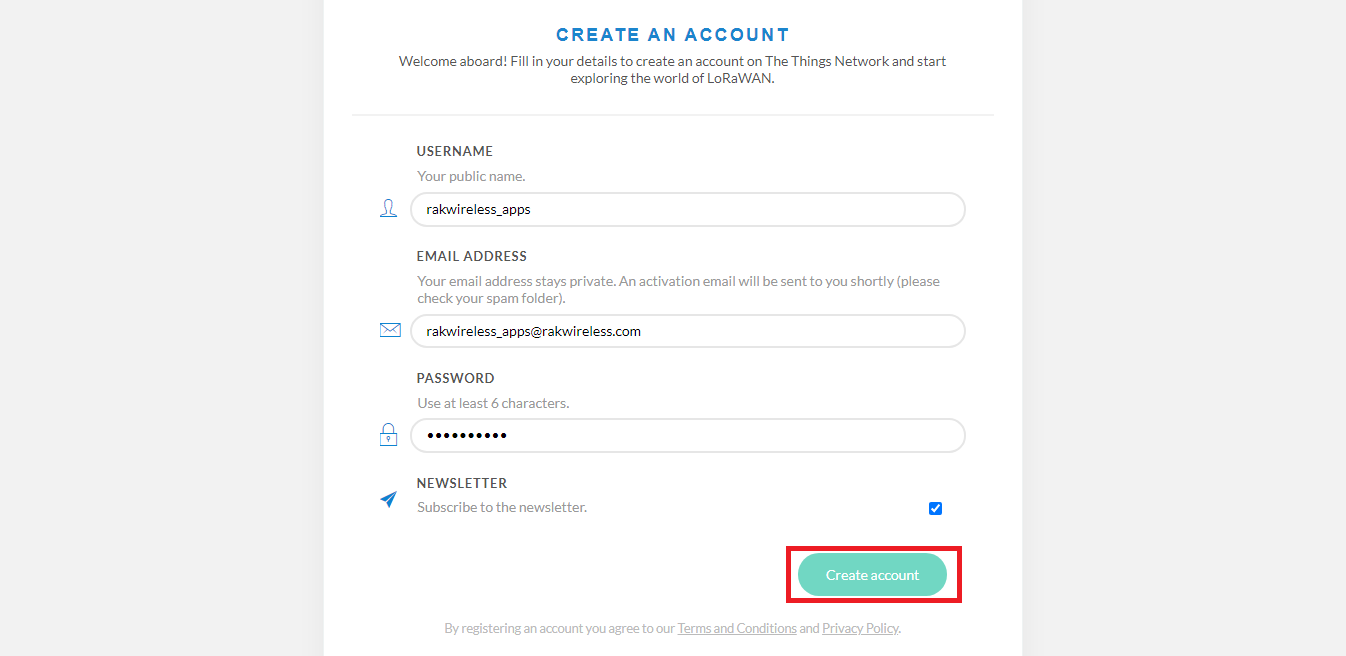 CREATE AN ACCOUNT
Welcome aboard! Fill in your details to create an account on The Things Network and start
exploring the world of LoRaWAN.
USERNAME
Your public name.
rakwireless_apps
EMAIL ADDRESS
Your email address stays private. An activation email will be sent to you shortly (please
check your spam folder).
rakwireless_apps@rakwireless.com
PASSWORD
Use at least 6 characters.
••••••••••
NEWSLETTER
Subscribe to the newsletter.
Create account
By registering an account you agree to our Terms and Conditions and Privacy Policy.